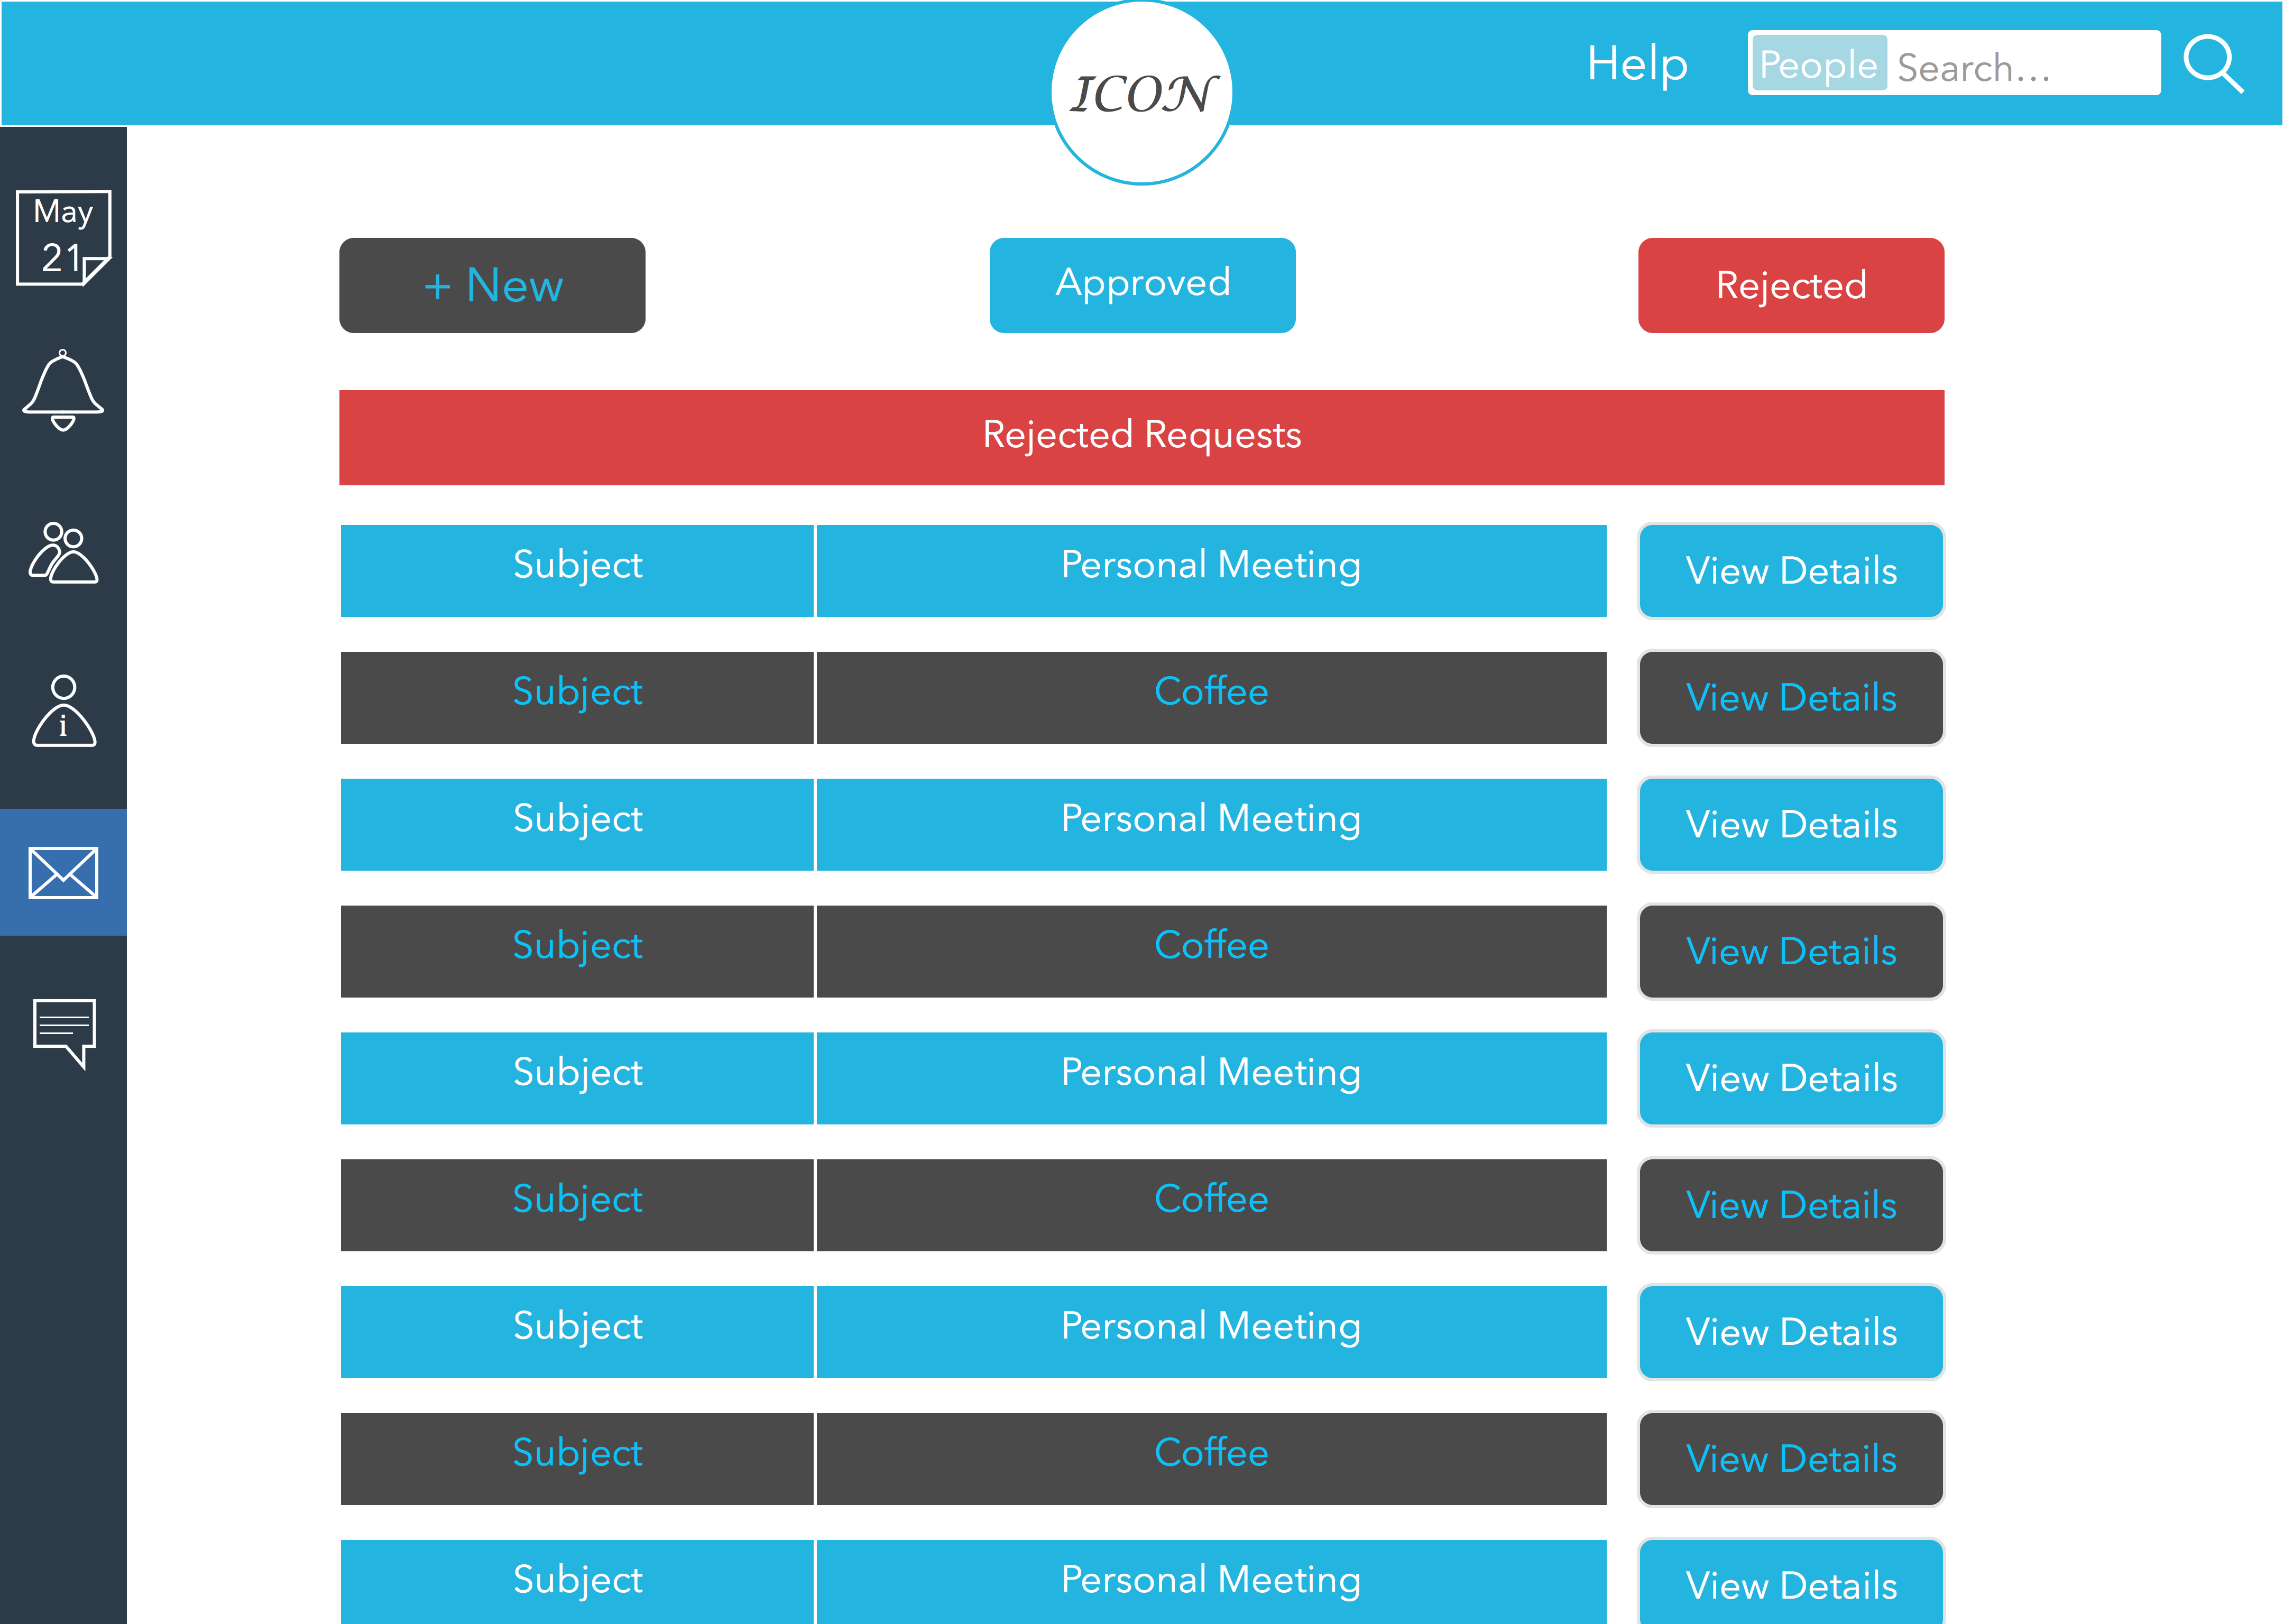 ICON
Help
People Search...
May
21
+ New
Approved
Rejected
Rejected Requests
Subject Personal Meeting View Details
Subject Coffee View Details
i
Subject Personal Meeting View Details
Subject Coffee View Details
Subject Personal Meeting View Details
Subject Coffee View Details
Subject Personal Meeting View Details
Subject Coffee View Details
Subject Personal Meeting View Details